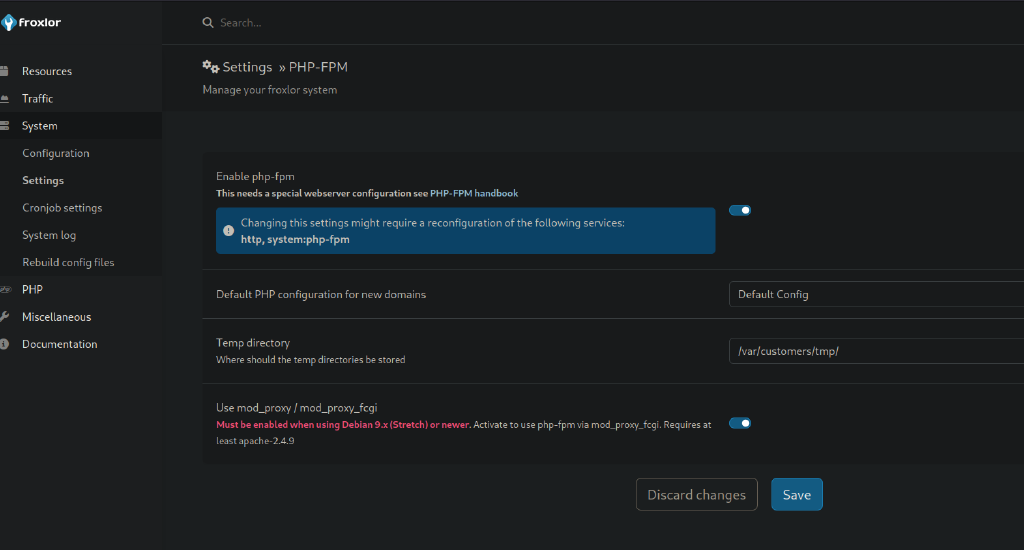 froxlor
Search...
Resources
Traffic
System
Configuration
Settings
Cronjob settings
System log
Rebuild config files
PHP
Miscellaneous
Documentation
Settings » PHP-FPM
Manage your froxlor system
Enable php-fpm
This needs a special webserver configuration see PHP-FPM handbook
Changing this settings might require a reconfiguration of the following services:
http, system:php-fpm
Default PHP configuration for new domains
Default Config
Temp directory
Where should the temp directories be stored
/var/customers/tmp/
Use mod_proxy / mod_proxy_fcgi
Must be enabled when using Debian 9.x (Stretch) or newer. Activate to use php-fpm via mod_proxy_fcgi. Requires at
least apache-2.4.9
Discard changes
Save